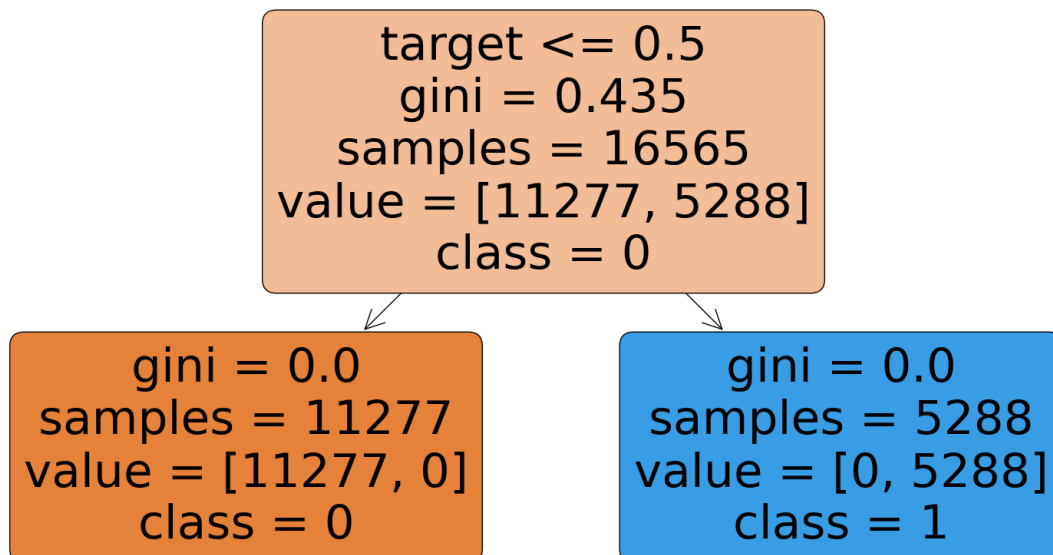 target <= 0.5
gini = 0.435
samples = 16565
value = [11277, 5288]
class = 0
gini = 0.0
samples = 11277
value = [11277, 0]
class = 0
gini = 0.0
samples = 5288
value = [0, 5288]
class = 1